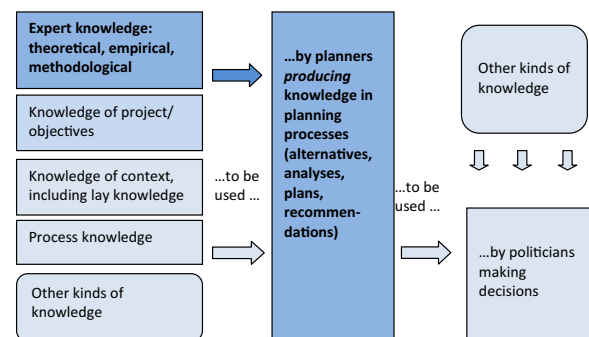 Expert knowledge:
theoretical, empirical,
methodological
Knowledge of project/
objectives
Knowledge of context,
including lay knowledge
Process knowledge
Other kinds of
knowledge
...to be
used ...
...by planners
producing
knowledge in
planning
processes
(alternatives,
analyses,
plans,
recommen-
dations)
...to be
used ...
Other kinds of
knowledge
...by politicians
making
decisions